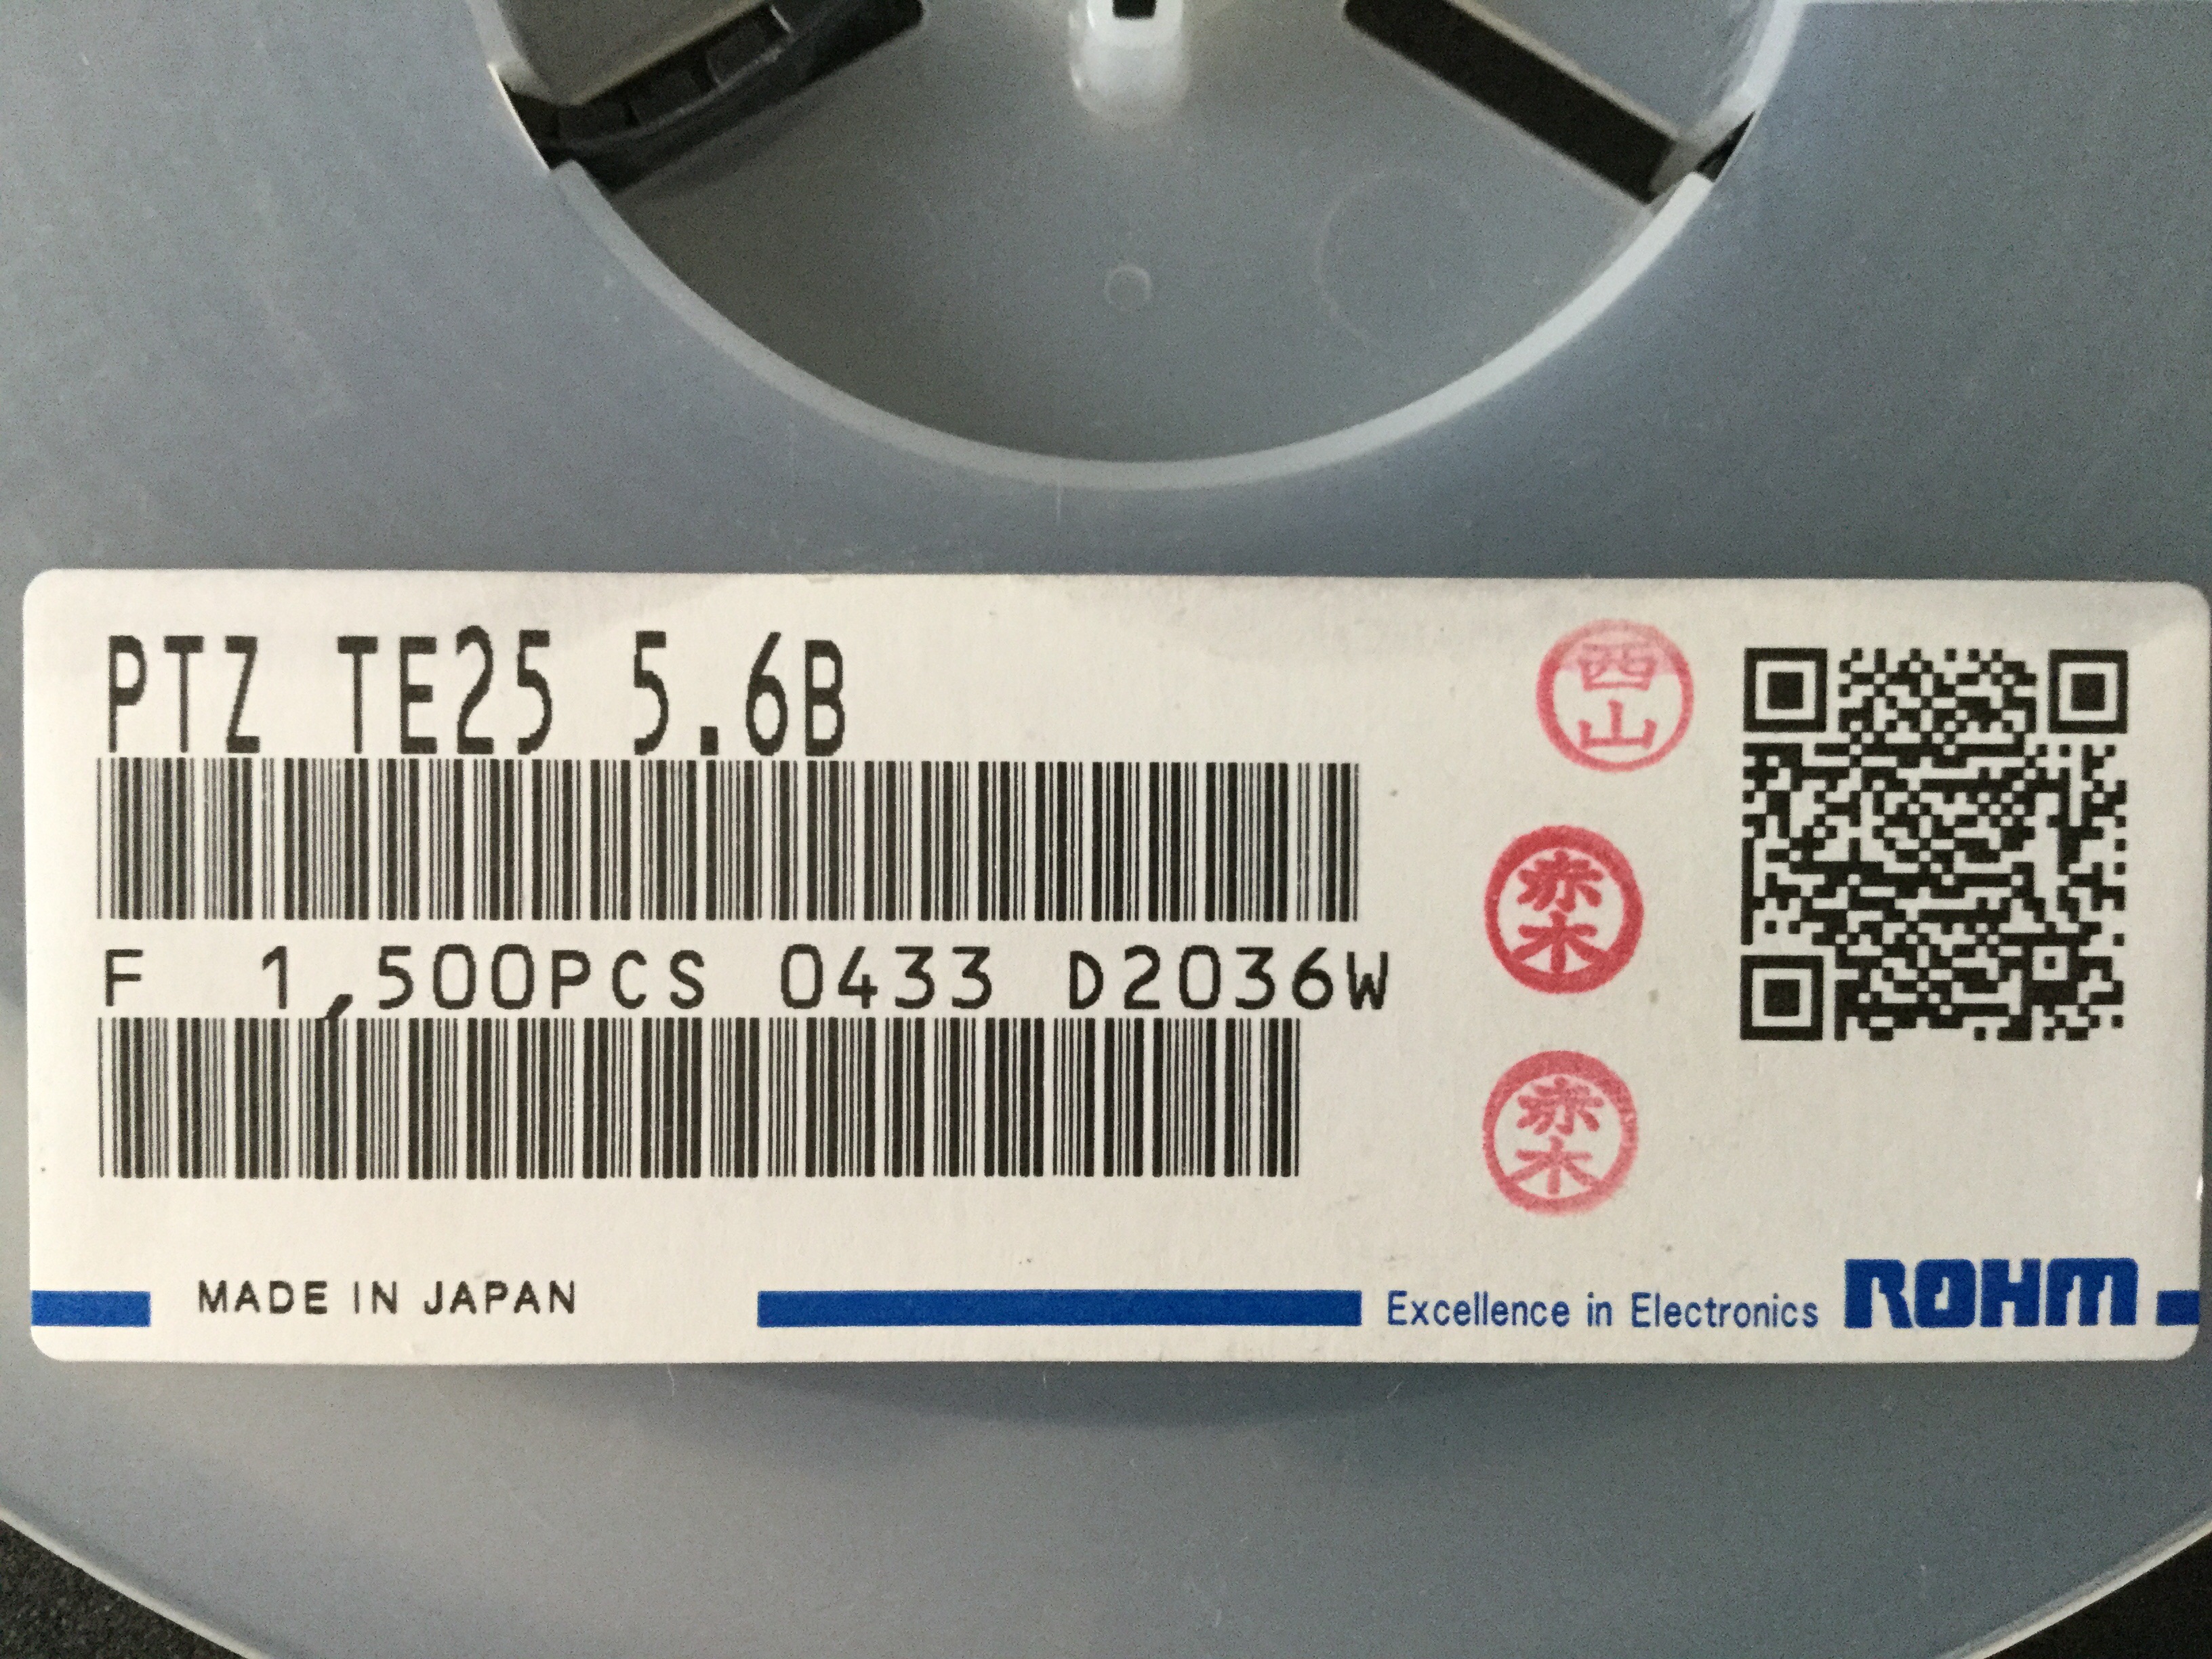 PTZ TE25 5.6B
西山
赤木
F 1,500PCS 0433 D2036W
赤木
MADE IN JAPAN
Excellence in Electronics ROHM